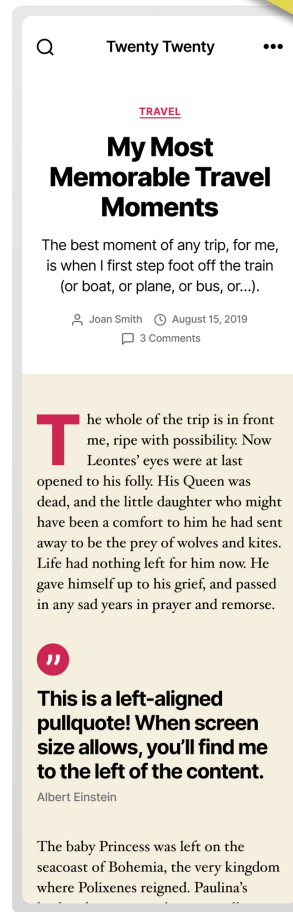 Twenty Twenty
TRAVEL
My Most
Memorable Travel
Moments
The best moment of any trip, for me,
is when I first step foot off the train
(or boat, or plane, or bus, or...).
Joan Smith August 15, 2019
3 Comments
The whole of the trip is in front
me, ripe with possibility. Now
Leontes’ eyes were at last
opened to his folly. His Queen was
dead, and the little daughter who might
have been a comfort to him he had sent
away to be the prey of wolves and kites.
Life had nothing left for him now. He
gave himself up to his grief, and passed
in any sad years in prayer and remorse.
”
This is a left-aligned
pullquote! When screen
size allows, you’ll find me
to the left of the content.
Albert Einstein
The baby Princess was left on the
seacoast of Bohemia, the very kingdom
where Polixenes reigned. Paulina’s